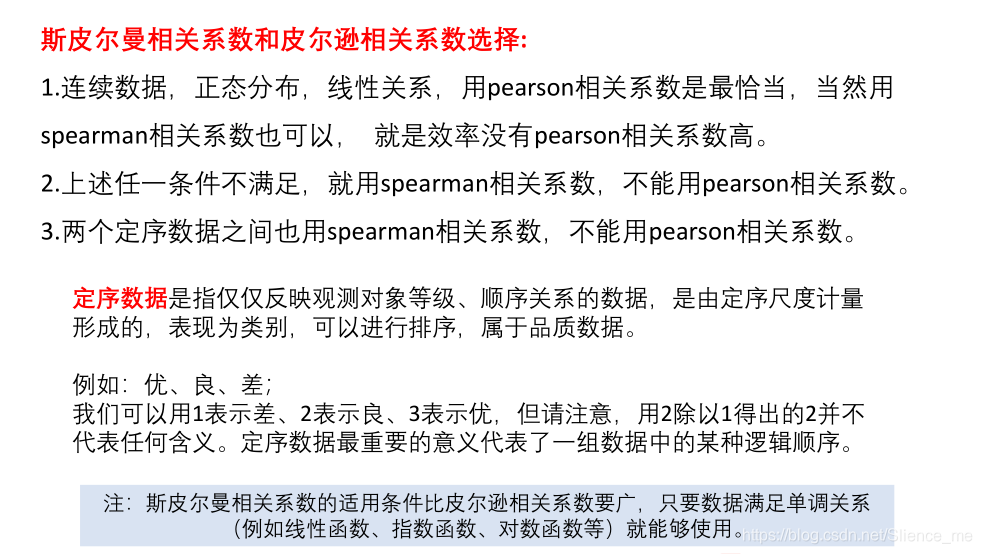 斯皮尔曼相关系数和皮尔逊相关系数选择:
1.连续数据，正态分布，线性关系，用pearson相关系数是最恰当，当然用
spearman相关系数也可以， 就是效率没有pearson相关系数高。
2.上述任一条件不满足，就用spearman相关系数，不能用pearson相关系数。
3.两个定序数据之间也用spearman相关系数，不能用pearson相关系数。
定序数据是指仅仅反映观测对象等级、顺序关系的数据，是由定序尺度计量
形成的，表现为类别，可以进行排序，属于品质数据。
例如：优、良、差；
我们可以用1表示差、2表示良、3表示优，但请注意，用2除以1得出的2并不
代表任何含义。定序数据最重要的意义代表了一组数据中的某种逻辑顺序。
注：斯皮尔曼相关系数的适用条件比皮尔逊相关系数要广，只要数据满足单调关系
（例如线性函数、指数函数、对数函数等）就能够使用。
https://blog.csdn.net/Slience_me